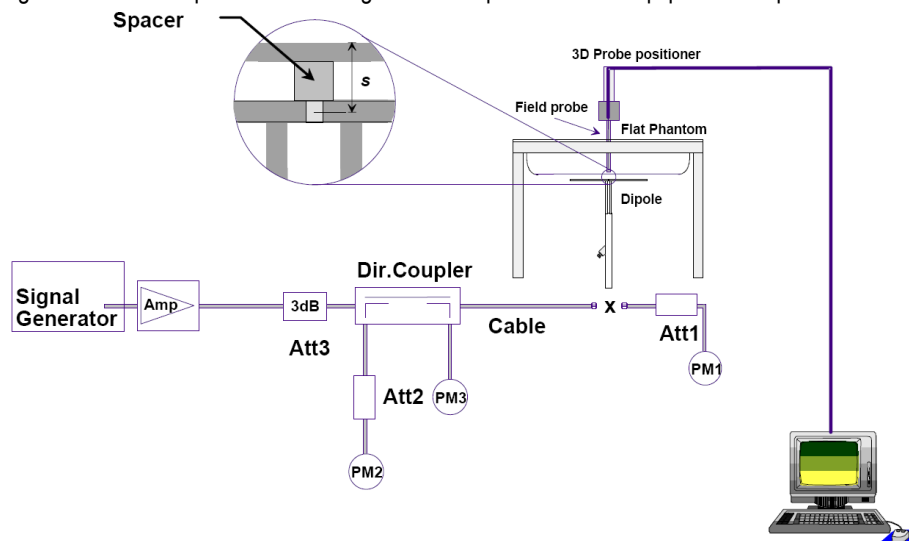 Spacer
s
3D Probe positioner
Field probe
Flat Phantom
Dipole
Signal
Generator
Amp
3dB
Att3
Dir.Coupler
Cable
x
Att1
PM1
Att2
PM3
PM2